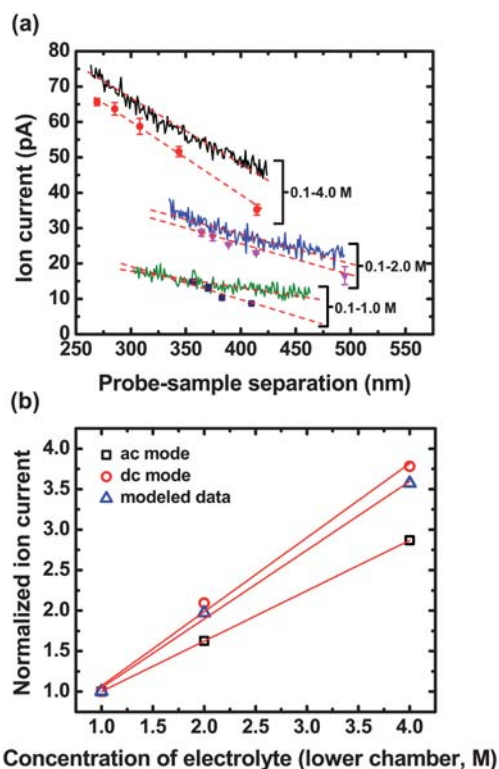 (a)
80
70
60
50
40
30
20
10
0
Ion current (pA)
0.1-4.0 M
0.1-2.0 M
0.1-1.0 M
250 300 350 400 450 500 550
Probe-sample separation (nm)
(b)
4.0
3.5
3.0
2.5
2.0
1.5
1.0
Normalized ion current
ac mode
dc mode
modeled data
1.0 1.5 2.0 2.5 3.0 3.5 4.0
Concentration of electrolyte (lower chamber, M)